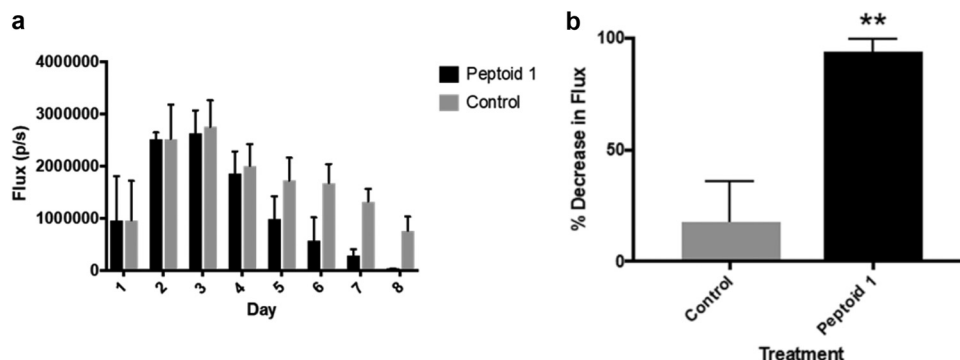 a
4000000
3000000
2000000
1000000
0
Flux (p/s)
1 2 3 4 5 6 7 8
Day
Peptoid 1
Control
b
**
100
50
0
% Decrease in Flux
Control
Peptoid 1
Treatment